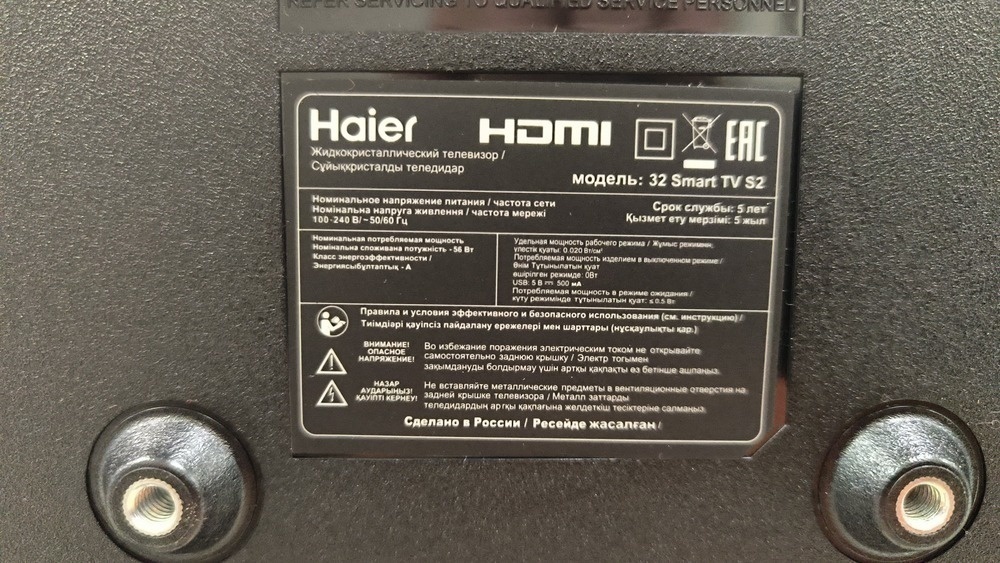 REFER SERVICING TO QUALIFIED SERVICE PERSONNEL
Haier HDMI EAC
Жидкокристаллический телевизор /
Сұйыққристалды теледидар
модель: 32 Smart TV S2
Номинальное напряжение питания / частота сети
Номінальна напруга живлення / частота мережі
100-240 В/~50/60 Гц
Срок службы: 5 лет
Қызмет ету мерзімі: 5 жыл
Номинальная потребляемая мощность
Номінальна споживана потужність - 56 Вт
Класс энергоэффективности /
Энергиясыбұлтаптық - А
Удельная мощность рабочего режима / Жұмыс режимінің
үлестік қуаты: 0.020 Вт/см²
Потребляемая мощность изделием в выключенном режиме /
Өнім Тұтынылатын қуат
өшірілген режимде: 0Вт
USB: 5 В 500 мА
Потребляемая мощность в режиме ожидания /
күту режимінде тұтынылатын қуат: ≤ 0.5 Вт
Правила и условия эффективного и безопасного использования (см. инструкцию) /
Тиімдіәрі қауіпсіз пайдалану ережелері мен шарттары (нұсқаулықты қар.)
ВНИМАНИЕ!
ОПАСНОЕ
НАПРЯЖЕНИЕ!
Во избежание поражения электрическим током не открывайте
самостоятельно заднюю крышку / Электр тогымен
зақымдануды болдырмау үшін артқы қақпақты өз бетінше ашпаңыз.
НАЗАР
АУДАРЫҢЫЗ!
ҚАУІПТІ КЕРНЕУ!
Не вставляйте металлические предметы в вентиляционные отверстия на
задней крышке телевизора / Металл заттарды
теледидардың артқы қақпағына желдеткіш тесіктеріне салмаңыз.
Сделано в России / Ресейде жасалған /